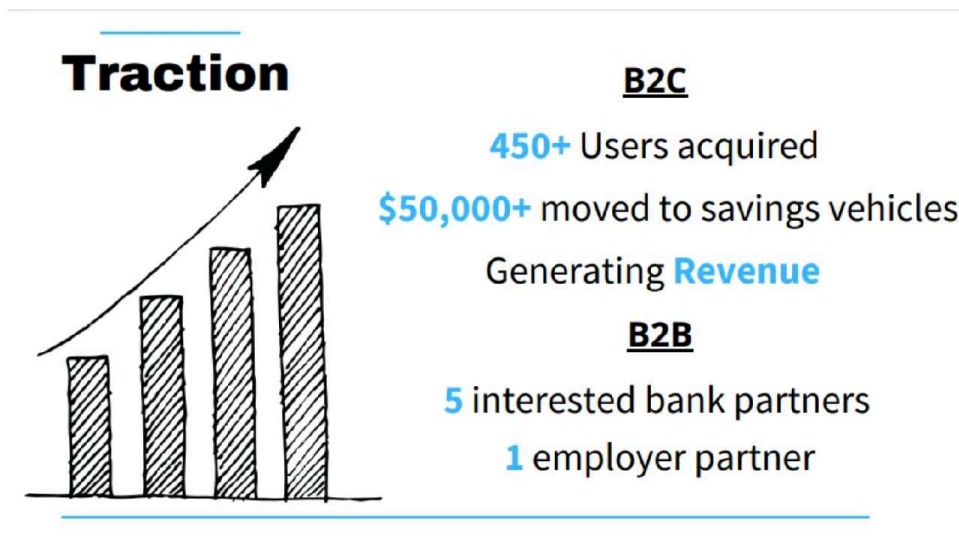 Traction
B2C
450+ Users acquired
$50,000+ moved to savings vehicles
Generating Revenue
B2B
5 interested bank partners
1 employer partner